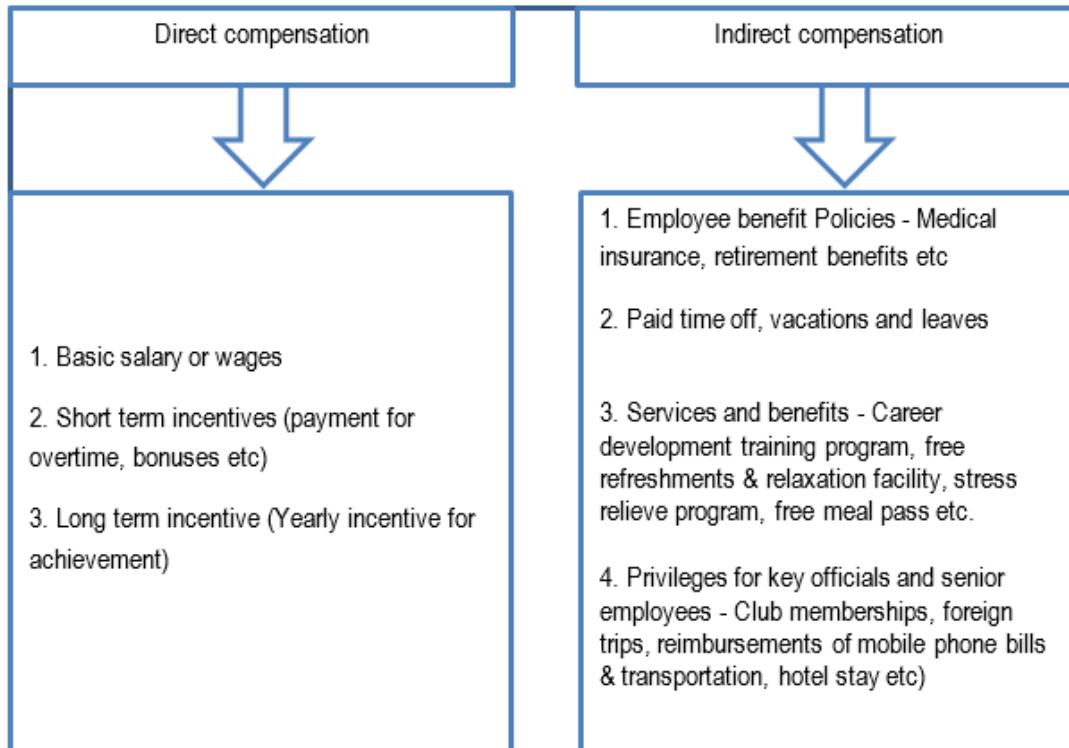 Direct compensation
Indirect compensation
1. Basic salary or wages
2. Short term incentives (payment for
overtime, bonuses etc)
3. Long term incentive (Yearly incentive for
achievement)
1. Employee benefit Policies - Medical
insurance, retirement benefits etc
2. Paid time off, vacations and leaves
3. Services and benefits - Career
development training program, free
refreshments & relaxation facility, stress
relieve program, free meal pass etc.
4. Privileges for key officials and senior
employees - Club memberships, foreign
trips, reimbursements of mobile phone bills
& transportation, hotel stay etc)